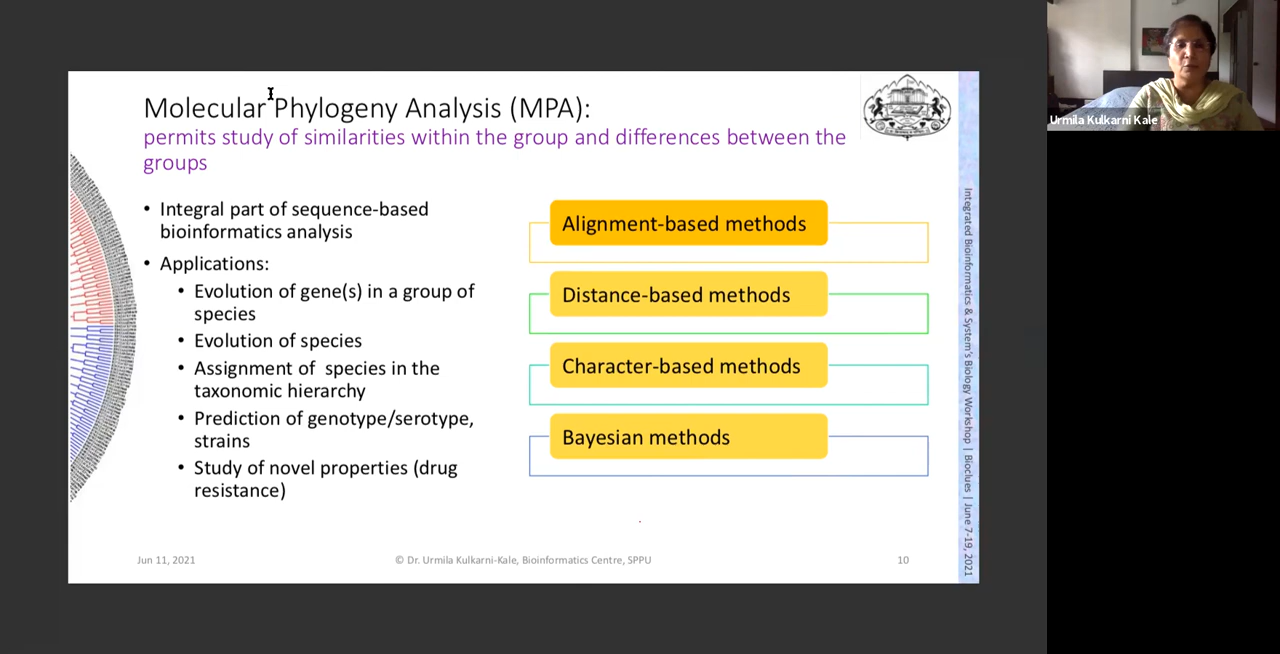 Molecular Phylogeny Analysis (MPA):
permits study of similarities within the group and differences between the
groups
• Integral part of sequence-based
bioinformatics analysis
• Applications:
• Evolution of gene(s) in a group of
species
• Evolution of species
• Assignment of species in the
taxonomic hierarchy
• Prediction of genotype/serotype,
strains
• Study of novel properties (drug
resistance)
Alignment-based methods
Distance-based methods
Character-based methods
Bayesian methods
Jun 11, 2021
© Dr. Urmila Kulkarni-Kale, Bioinformatics Centre, SPPU
10
Integrated Bioinformatics & System's Biology Workshop | Bioclues | June 7-19, 2021
Urmila Kulkarni Kale